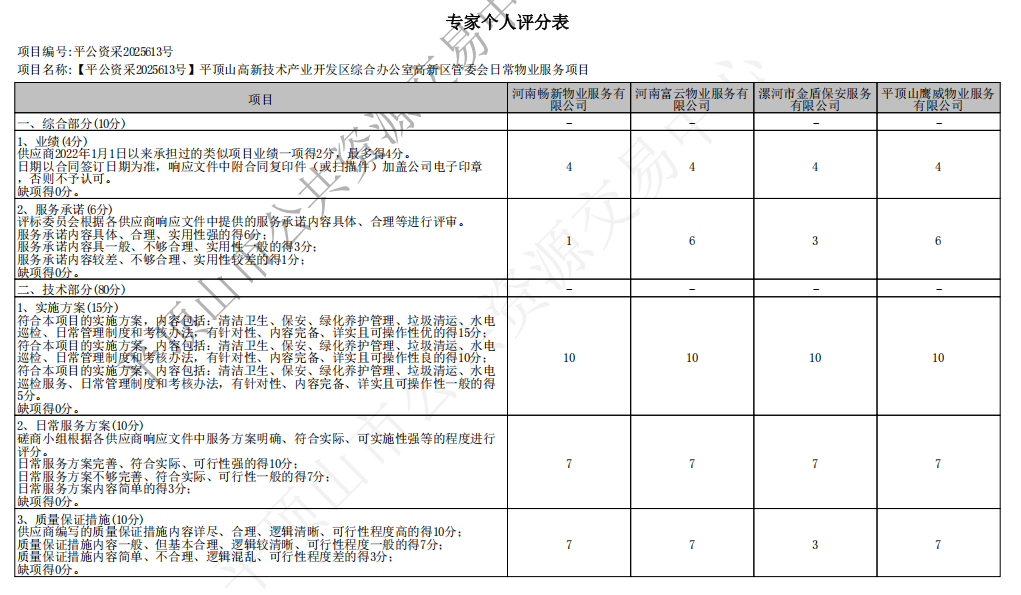 专家个人评分表
项目编号:平公资采2025613号
项目名称:【平公资采2025613号】平顶山高新技术产业开发区综合办公室高新区管委会日常物业服务项目
项目 河南畅新物业服务有限公司 河南富云物业服务有限公司 漯河市金盾保安服务有限公司 平顶山鹰威物业服务有限公司
一、综合部分(10分) - - - -
1、业绩(4分)
供应商2022年1月1日以来承担过的类似项目业绩一项得2分，最多得4分。
日期以合同签订日期为准，响应文件中附合同复印件（或扫描件）加盖公司电子印章
，否则不予认可。
缺项得0分。
4 4 4 4
2、服务承诺(6分)
评标委员会根据各供应商响应文件中提供的服务承诺内容具体、合理等进行评审。
服务承诺内容具体、合理、实用性强的得6分；
服务承诺内容具一般、不够合理、实用性一般的得3分；
服务承诺内容较差、不够合理、实用性较差的得1分；
缺项得0分。
1 6 3 6
二、技术部分(80分) - - - -
1、实施方案(15分)
符合本项目的实施方案，内容包括：清洁卫生、保安、绿化养护管理、垃圾清运、水电
巡检、日常管理制度和考核办法，有针对性、内容完备、详实且可操作性优的得15分；
符合本项目的实施方案，内容包括：清洁卫生、保安、绿化养护管理、垃圾清运、水电
巡检、日常管理制度和考核办法，有针对性、内容完备、详实且可操作性良的得10分；
符合本项目的实施方案，内容包括：清洁卫生、保安、绿化养护管理、垃圾清运、水电
巡检服务、日常管理制度和考核办法，有针对性、内容完备、详实且可操作性一般的得
5分。
缺项得0分。
10 10 10 10
2、日常服务方案(10分)
磋商小组根据各供应商响应文件中服务方案明确、符合实际、可实施性强等的程度进行
评分。
日常服务方案完善、符合实际、可行性强的得10分；
日常服务方案不够完善、符合实际、可行性一般的得7分；
日常服务方案内容简单的得3分；
缺项得0分。
7 7 7 7
3、质量保证措施(10分)
供应商编写的质量保证措施内容详尽、合理、逻辑清晰、可行性程度高的得10分；
质量保证措施内容一般、但基本合理、逻辑较清晰、可行性程度一般的得7分；
质量保证措施内容简单、不合理、逻辑混乱、可行性程度差的得3分；
缺项得0分。
7 7 3 7
平顶山市公共资源交易中
平顶山市公共资源交易中心